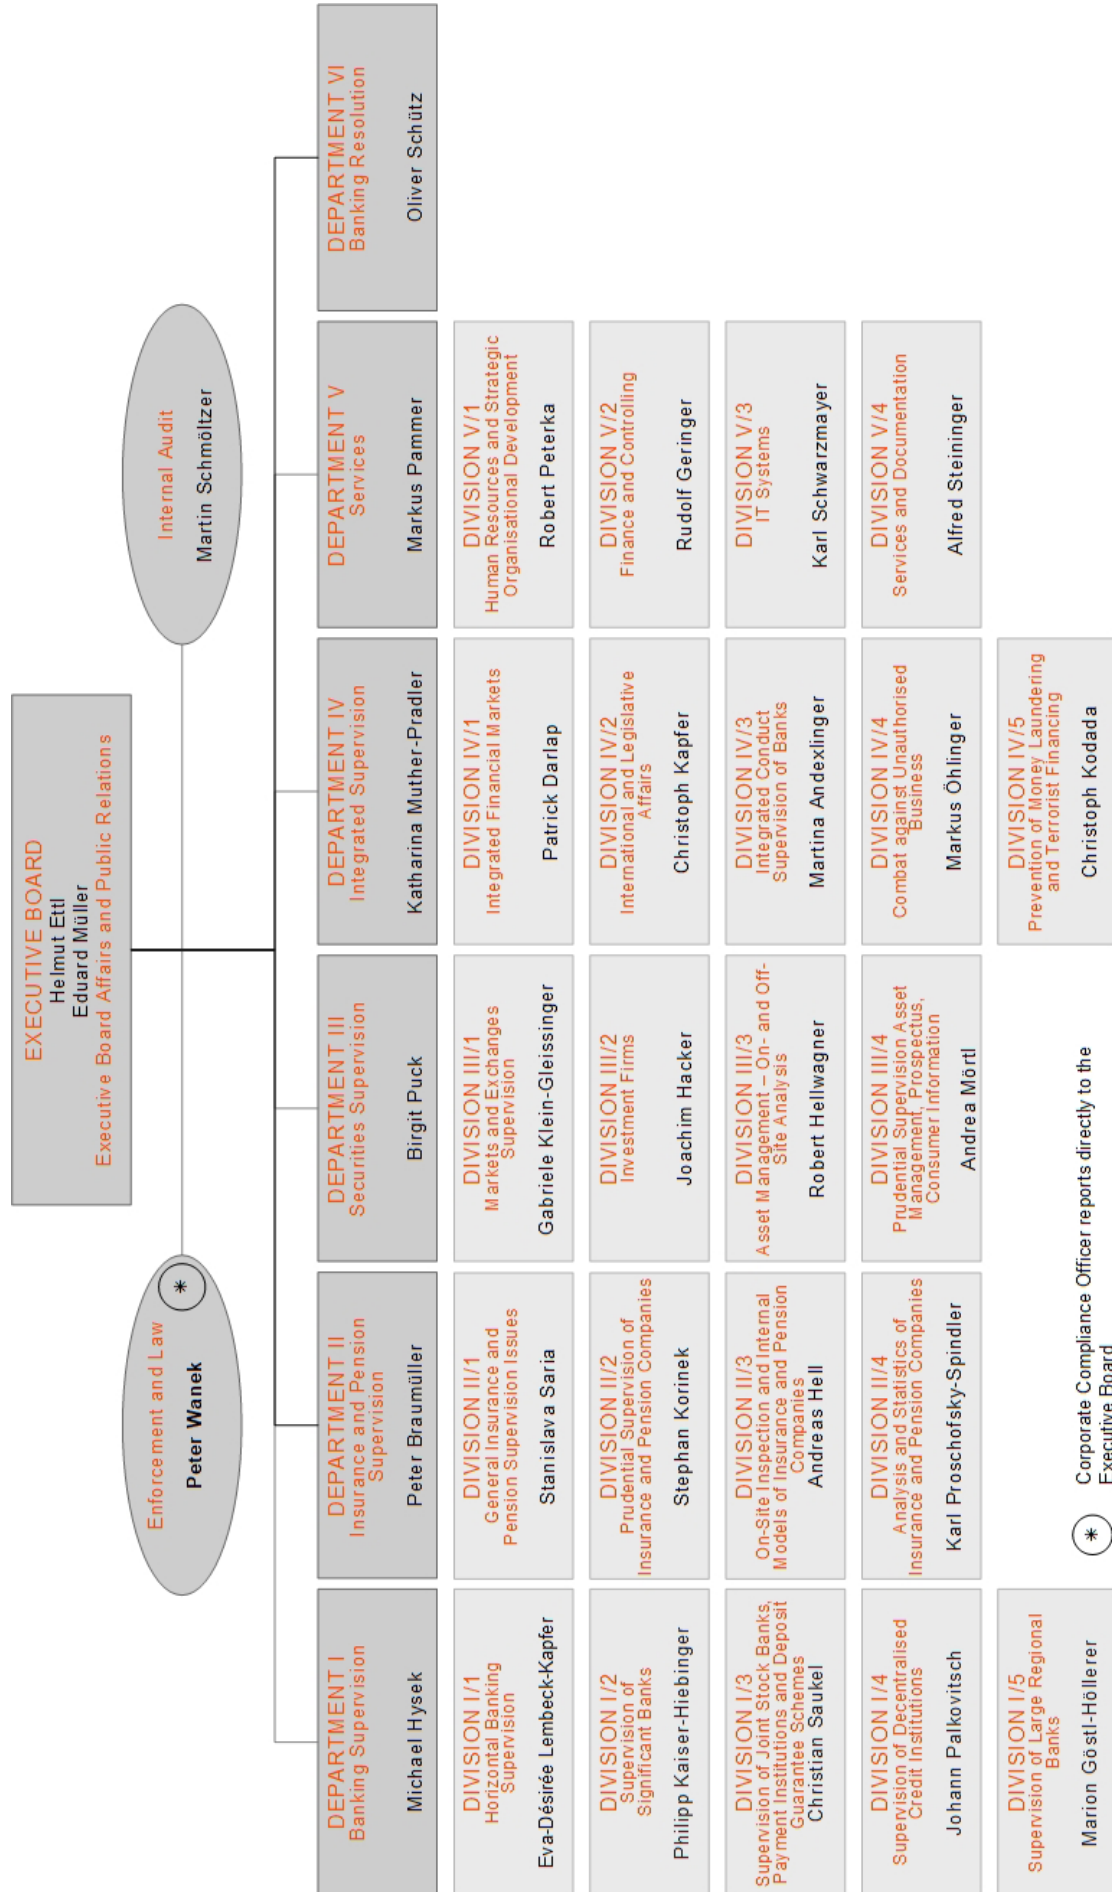 EXECUTIVE BOARD
Helmut Ettl
Eduard Müller
Executive Board Affairs and Public Relations
Enforcement and Law
*
Peter Wanek
Internal Audit
Martin Schmöltzer
DEPARTMENT I
Banking Supervision
Michael Hysek
DEPARTMENT II
Insurance and Pension
Supervision
Peter Braumüller
DEPARTMENT III
Securities Supervision
Birgit Puck
DEPARTMENT IV
Integrated Supervision
Katharina Muther-Pradler
DEPARTMENT V
Services
Markus Pammer
DEPARTMENT VI
Banking Resolution
Oliver Schütz
DIVISION I/1
Horizontal Banking
Supervision
Eva-Désirée Lembeck-Kapfer
DIVISION II/1
General Insurance and
Pension Supervision Issues
Stanislava Saria
DIVISION III/1
Markets and Exchanges
Supervision
Gabriele Klein-Gleissinger
DIVISION IV/1
Integrated Financial Markets
Patrick Darlap
DIVISION V/1
Human Resources and Strategic
Organisational Development
Robert Peterka
DIVISION I/2
Supervision of
Significant Banks
Philipp Kaiser-Hiebinger
DIVISION II/2
Prudential Supervision of
Insurance and Pension Companies
Stephan Korinek
DIVISION III/2
Investment Firms
Joachim Hacker
DIVISION IV/2
International and Legislative
Affairs
Christoph Kapfer
DIVISION V/2
Finance and Controlling
Rudolf Geringer
DIVISION I/3
Supervision of Joint Stock Banks,
Payment Institutions and Deposit
Guarantee Schemes
Christian Saukel
DIVISION II/3
On-Site Inspection and Internal
Models of Insurance and Pension
Companies
Andreas Hell
DIVISION III/3
Asset Management – On- and Off-
Site Analysis
Robert Hellwagner
DIVISION IV/3
Integrated Conduct
Supervision of Banks
Martina Andexlinger
DIVISION V/3
IT Systems
Karl Schwarzmayer
DIVISION I/4
Supervision of Decentralised
Credit Institutions
Johann Palkovitsch
DIVISION II/4
Analysis and Statistics of
Insurance and Pension Companies
Karl Proschofsky-Spindler
DIVISION III/4
Prudential Supervision Asset
Management, Prospectus,
Consumer Information
Andrea Mörtl
DIVISION IV/4
Combat against Unauthorised
Business
Markus Öhlinger
DIVISION V/4
Services and Documentation
Alfred Steininger
DIVISION I/5
Supervision of Large Regional
Banks
Marion Göstl-Höllerer
DIVISION IV/5
Prevention of Money Laundering
and Terrorist Financing
Christoph Kodada
* Corporate Compliance Officer reports directly to the
Executive Board